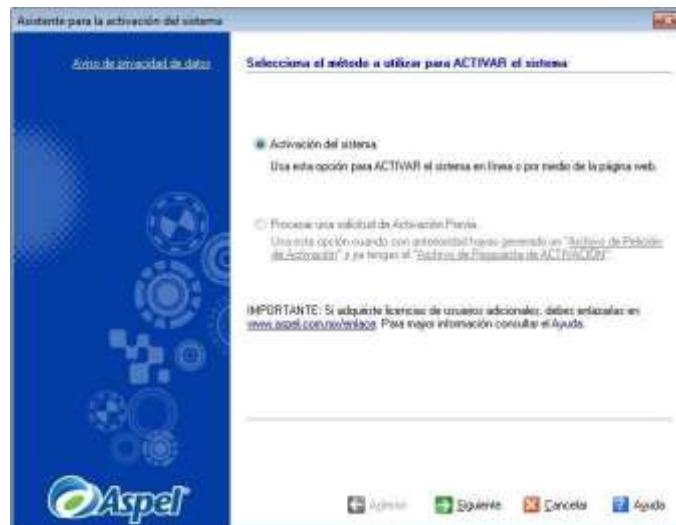 Asistente para la activación del sistema
Aviso de privacidad de datos
Selecciona el método a utilizar para ACTIVAR el sistema
Activación del sistema.
Usa esta opción para ACTIVAR el sistema en línea o por medio de la página web.
Procesar una solicitud de Activación Previa.
Usa esta opción cuando con anterioridad hayas generado un "Archivo de Petición
de Activación" y ya tengas el "Archivo de Respuesta de ACTIVACIÓN".
IMPORTANTE: Si adquiriste licencias de usuarios adicionales, debes enlazarlas en
www.aspel.com.mx/enlace. Para mayor información consultar el Ayuda.
Aspel
Anterior
Siguiente
Cancelar
Ayuda